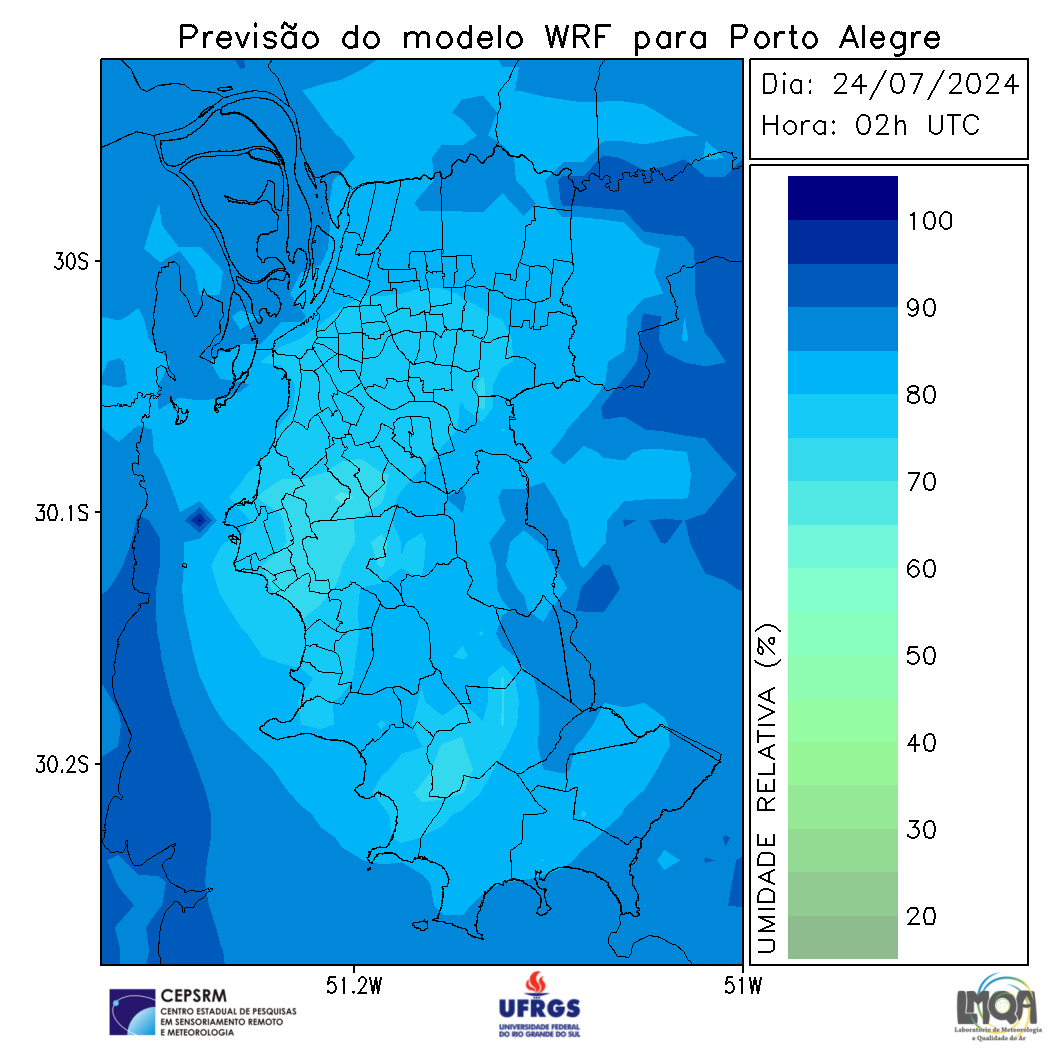 Previsão do modelo WRF para Porto Alegre
Dia: 24/07/2024
Hora: 02h UTC
30S
30.1S
30.2S
51.2W
51W
100
90
80
70
60
50
40
30
20
UMIDADE RELATIVA (%)
CEPSRM
CENTRO ESTADUAL DE PESQUISAS
EM SENSORIAMENTO REMOTO
E METEOROLOGIA
UFRGS
UNIVERSIDADE FEDERAL
DO RIO GRANDE DO SUL
LMQA
Laboratório de Meteorologia
e Qualidade do Ar